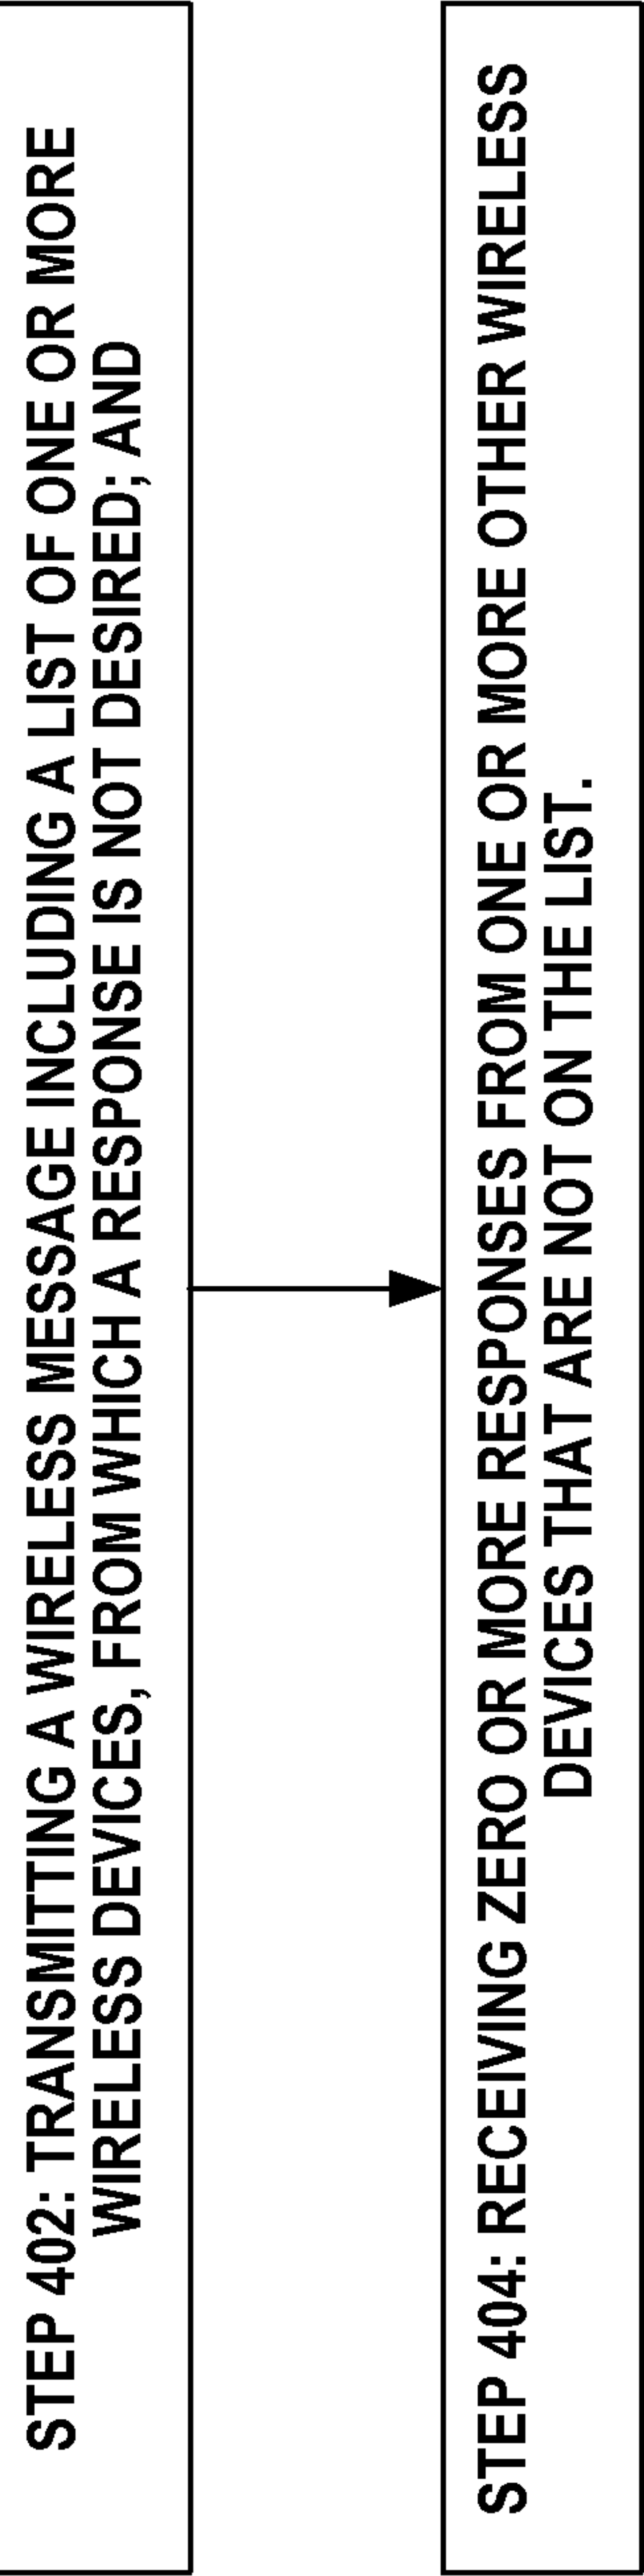 STEP 402: TRANSMITTING A WIRELESS MESSAGE INCLUDING A LIST OF ONE OR MORE
WIRELESS DEVICES, FROM WHICH A RESPONSE IS NOT DESIRED; AND
STEP 404: RECEIVING ZERO OR MORE RESPONSES FROM ONE OR MORE OTHER WIRELESS
DEVICES THAT ARE NOT ON THE LIST.